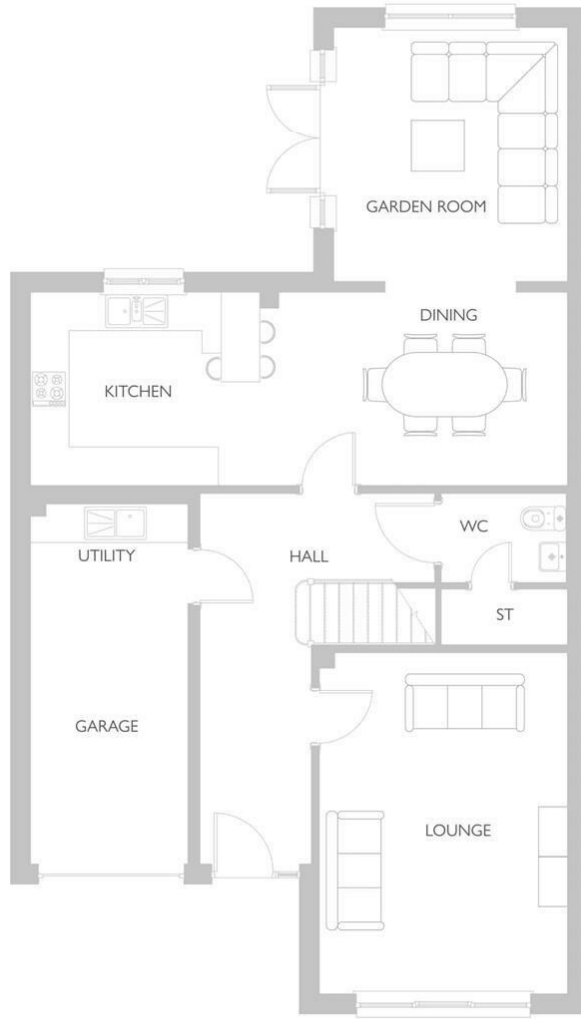 GARDEN ROOM
DINING
KITCHEN
WC
UTILITY
HALL
ST
GARAGE
LOUNGE